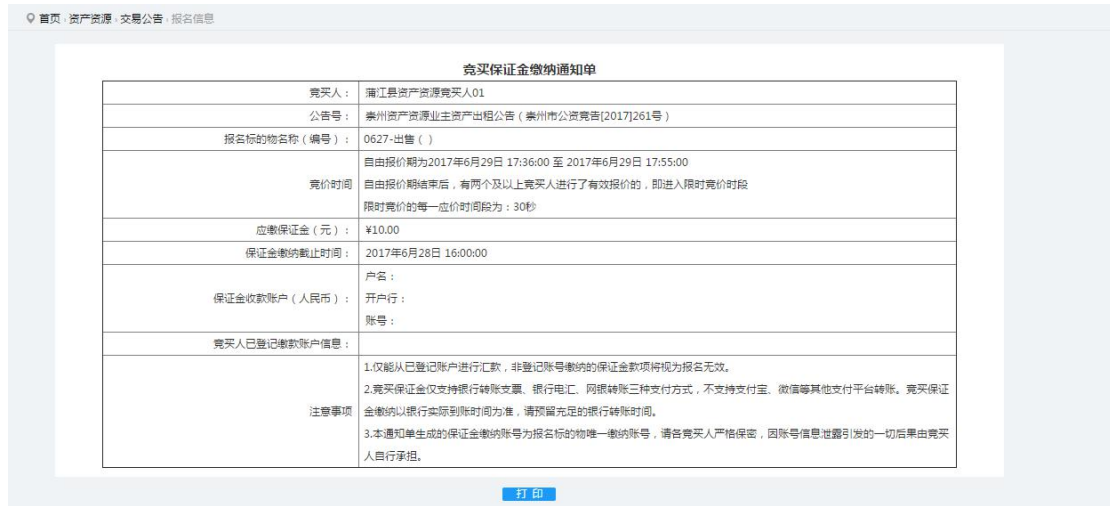 首页 › 资产资源 › 交易公告 › 报名信息
竞买保证金缴纳通知单
竞买人： 蒲江县资产资源竞买人01
公告号： 崇州资产资源业主资产出租公告（崇州市公资竞告[2017]261号）
报名标的物名称（编号）： 0627-出售（ ）
自由报价期为2017年6月29日 17:36:00 至 2017年6月29日 17:55:00
竞价时间 自由报价期结束后，有两个及以上竞买人进行了有效报价的，即进入限时竞价时段
限时竞价的每一应价时间段为：30秒
应缴保证金（元）： ¥10.00
保证金缴纳截止时间： 2017年6月28日 16:00:00
户名：
保证金收款账户（人民币）： 开户行：
账号：
竞买人已登记缴款账户信息：
1.仅能从已登记账户进行汇款，非登记账号缴纳的保证金款项将视为报名无效。
2.竞买保证金仅支持银行转账支票、银行电汇、网银转账三种支付方式，不支持支付宝、微信等其他支付平台转账。竞买保证
注意事项 金缴纳以银行实际到账时间为准，请预留充足的银行转账时间。
3.本通知单生成的保证金缴纳账号为报名标的物唯一缴纳账号，请各竞买人严格保密，因账号信息泄露引发的一切后果由竞买
人自行承担。
打 印